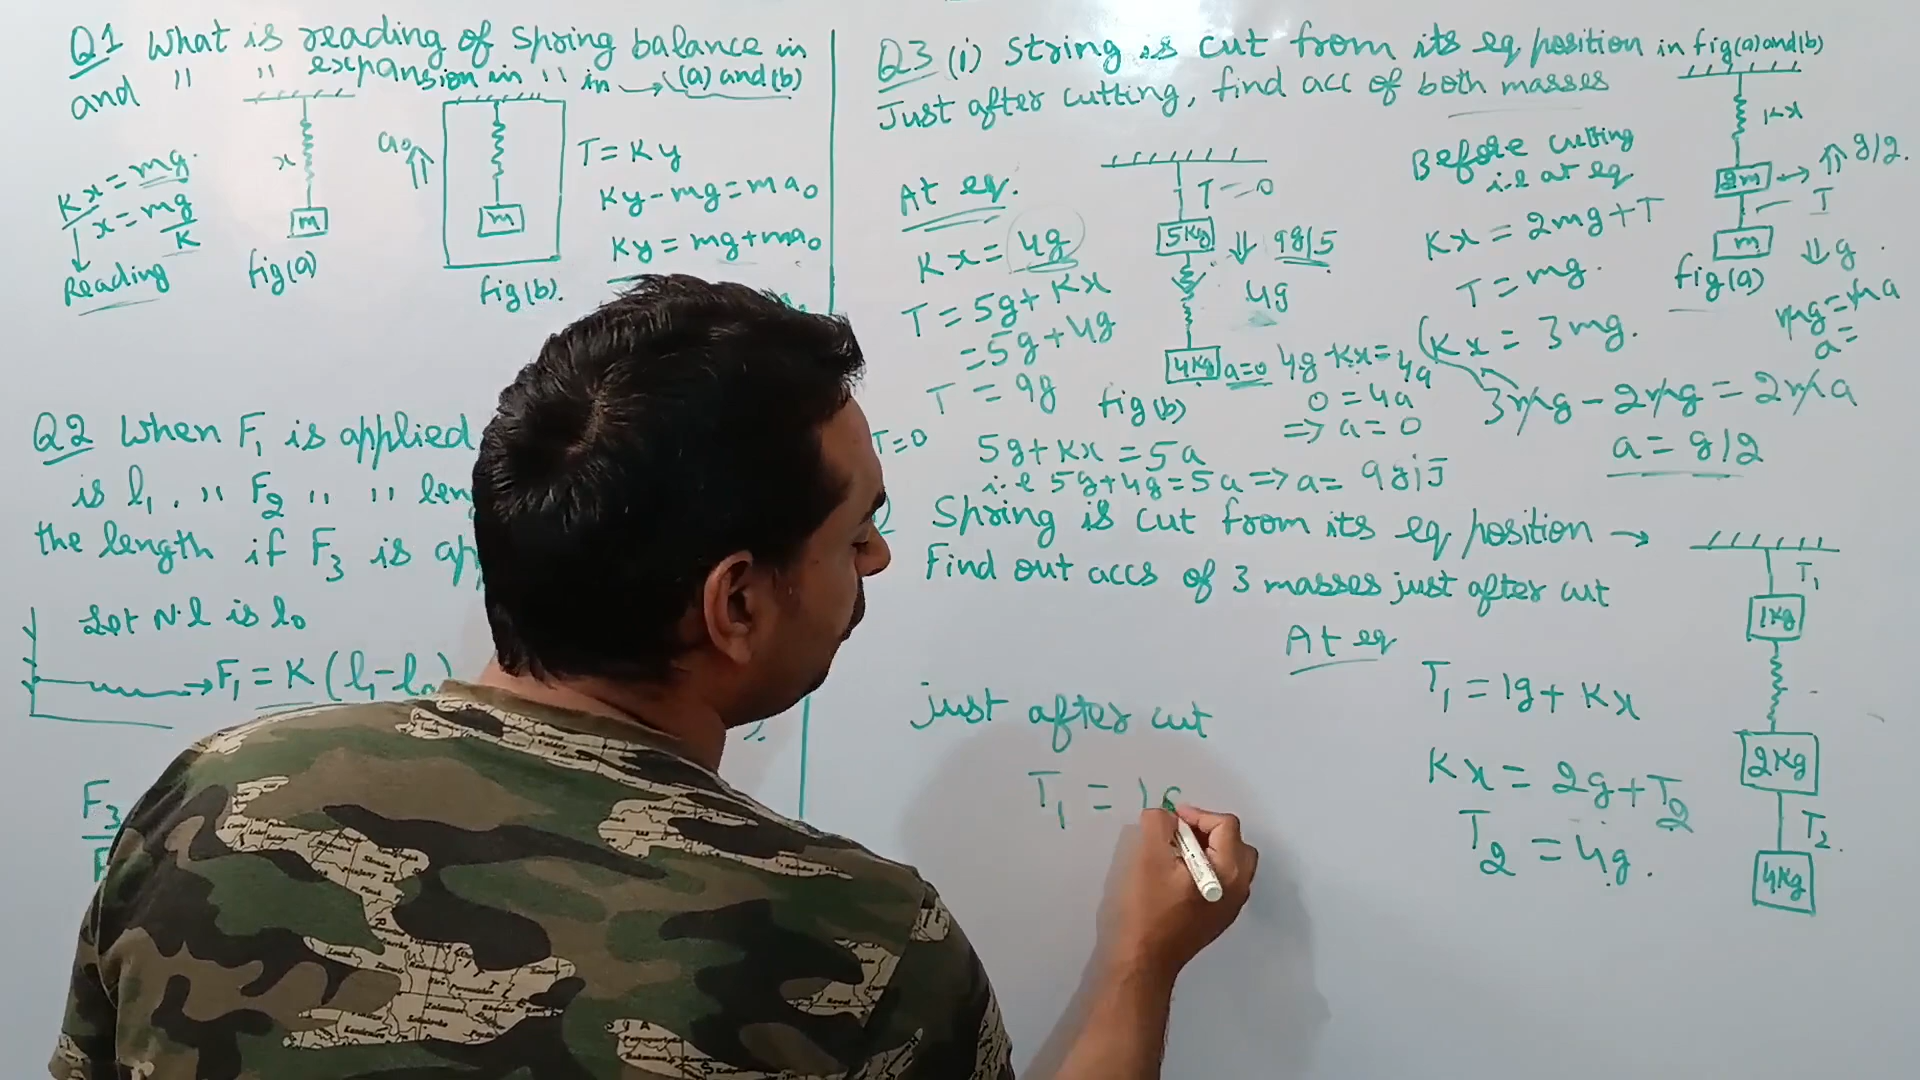 Q1 What is reading of spring balance in
and " " expansion in " in → (a) and (b)
Kx = mg.
x = mg/K
Reading
x
m
fig(a)
a₀
m
fig(b).
T = Ky
Ky - mg = ma₀
Ky = mg + ma₀
Q2 When F₁ is applied
is l₁. " F₂ " "
the length if F₃ is
Let N.l is l₀
F₁ = K (l₁ - l₀)
F₃
Q3 (i) String is cut from its eq position in fig(a) and (b)
Just after cutting, find acc of both masses
At eq.
Kx = 4g
T = 5g + Kx
= 5g + 4g
T = 9g
T = 0
5Kg
9g/5
4g
4Kg
a=0
fig(b)
4g - Kx = 4a
0 = 4a
⇒ a = 0
T=0
5g + Kx = 5a
i.e 5g + 4g = 5a ⇒ a = 9g/5
Before cutting
i.e at eq
Kx = 2mg + T
T = mg.
Kx = 3mg.
3mg - 2mg = 2ma
a = g/2
Kx
2m
g/2.
T
m
g.
fig(a)
mg = ma
a =
Spring is cut from its eq position →
Find out accs of 3 masses just after cut
At eq
T₁ = 1g + Kx
Kx = 2g + T₂
T₂ = 4g.
just after cut
T₁ = 1g
T₁
1Kg
2Kg
T₂.
4Kg